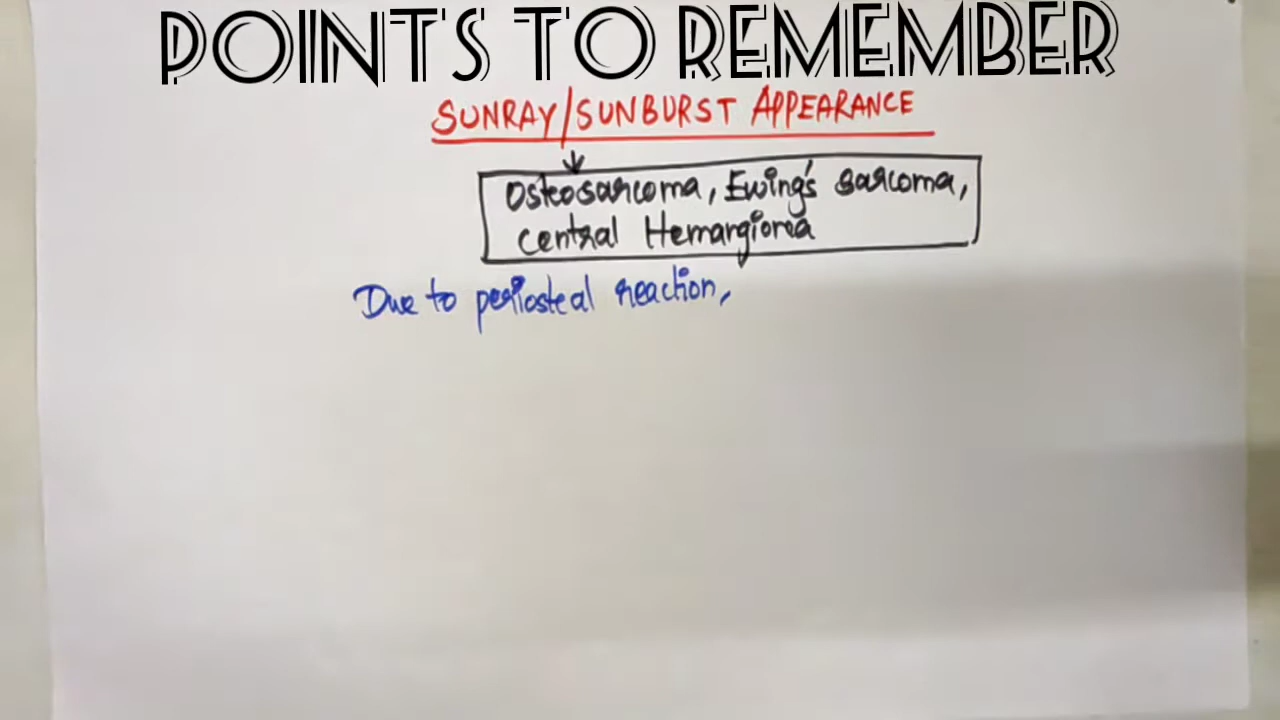 POINTS TO REMEMBER
SUNRAY/SUNBURST APPEARANCE
Osteosarcoma, Ewing's sarcoma,
central Hemangioma
Due to periosteal reaction,